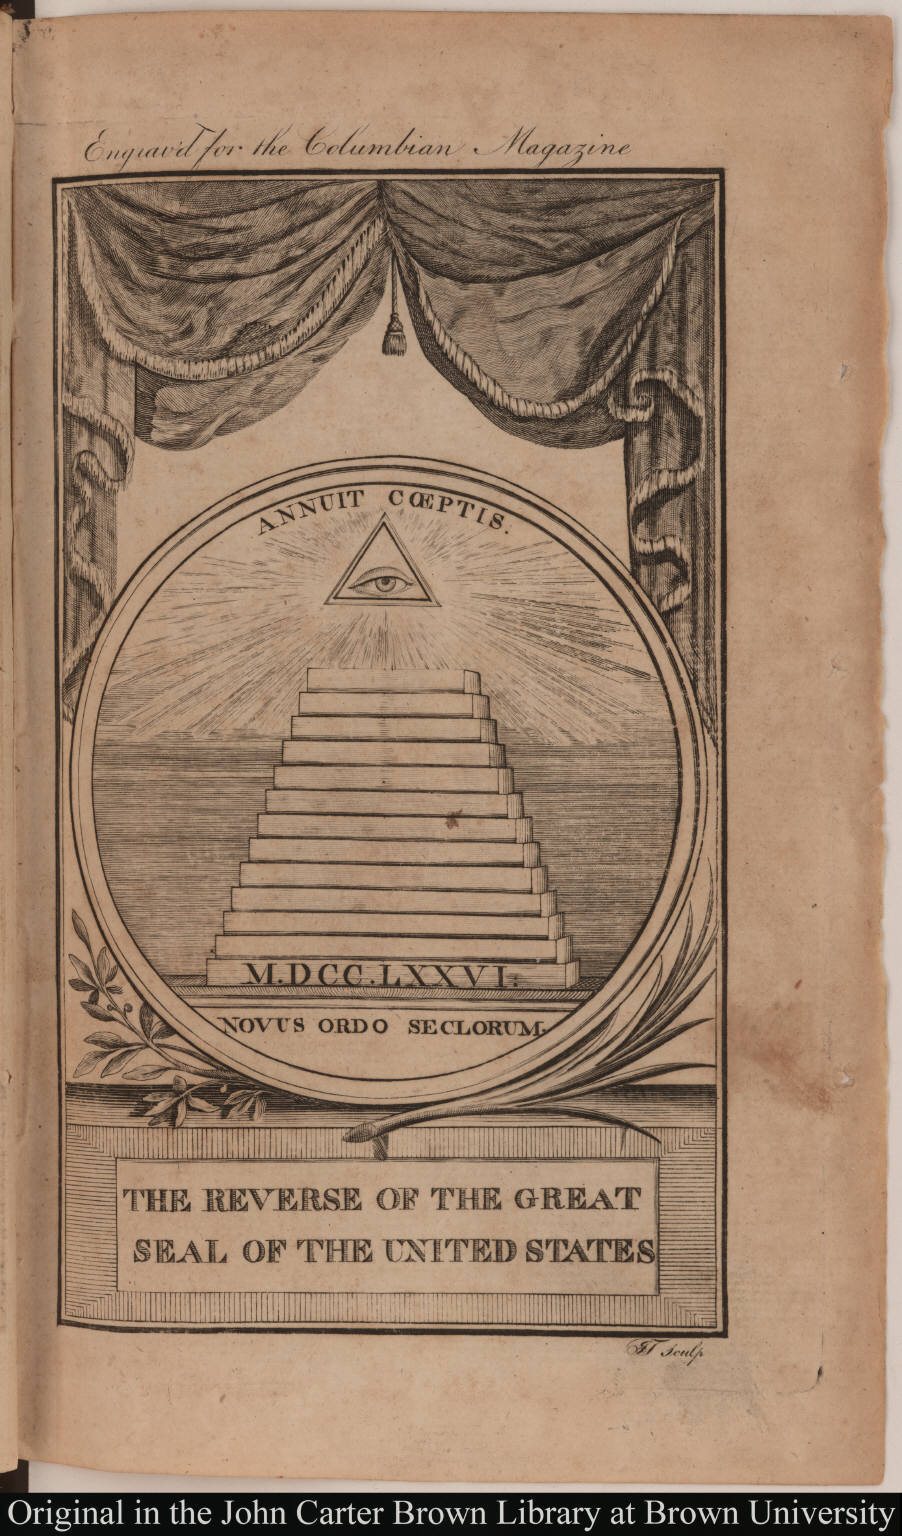 Engrav'd for the Columbian Magazine
ANNUIT CŒPTIS.
M.DCC.LXXVI.
NOVUS ORDO SECLORUM.
THE REVERSE OF THE GREAT
SEAL OF THE UNITED STATES
JT Sculp
Original in the John Carter Brown Library at Brown University